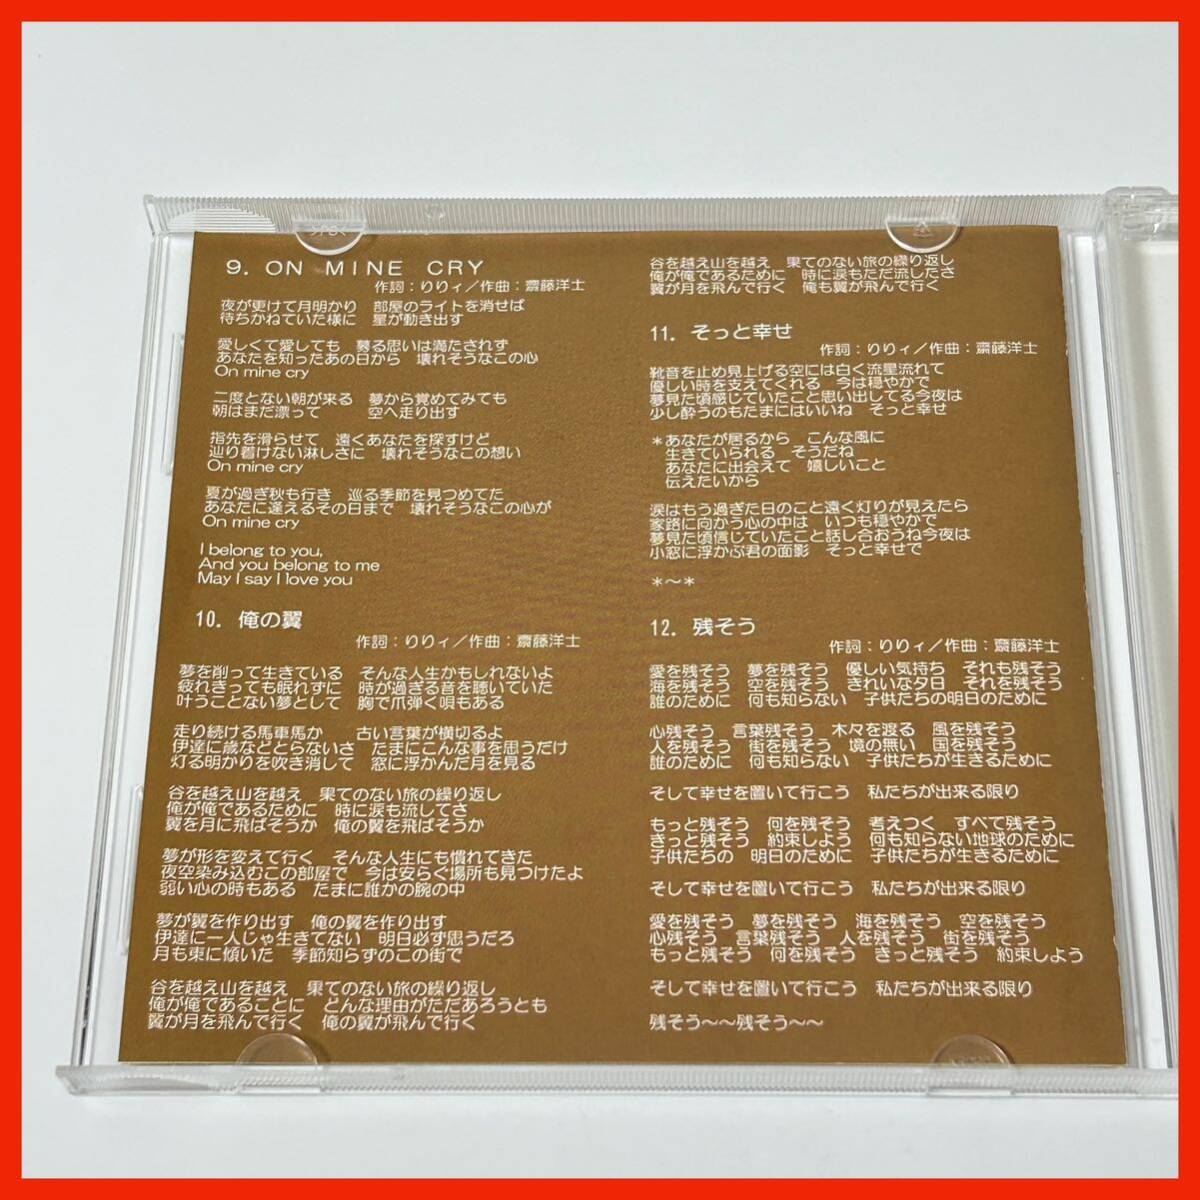 9. ON MINE CRY
作詞：りりィ／作曲：齋藤洋士
夜が更けて月明かり　部屋のライトを消せば
待ちかねていた様に　星が動き出す
愛しくて愛しても　募る思いは満たされず
あなたを知ったあの日から　壊れそうなこの心
On mine cry
二度とない朝が来る　夢から覚めてみても
朝はまだ漂って　空へ走り出す
指先を滑らせて　遠くあなたを探すけど
辿り着けない淋しさに　壊れそうなこの想い
On mine cry
夏が過ぎ秋も行き　巡る季節を見つめてた
あなたに逢えるその日まで　壊れそうなこの心が
On mine cry
I belong to you,
And you belong to me
May I say I love you
10. 俺の翼
作詞：りりィ／作曲：齋藤洋士
夢を削って生きている　そんな人生かもしれないよ
疲れきっても眠れずに　時が過ぎる音を聴いていた
叶うことない夢として　胸で爪弾く唄もある
走り続ける馬車馬か　古い言葉が横切るよ
伊達に歳などとらないさ　たまにこんな事を思うだけ
灯る明かりを吹き消して　窓に浮かんだ月を見る
谷を越え山を越え　果てのない旅の繰り返し
俺が俺であるために　時に涙も流してさ
翼を月に飛ばそうか　俺の翼を飛ばそうか
夢が形を変えて行く　そんな人生にも慣れてきた
夜空染み込むこの部屋で　今は安らぐ場所も見つけたよ
弱い心の時もある　たまに誰かの腕の中
夢が翼を作り出す　俺の翼を作り出す
伊達に一人じゃ生きてない　明日必ず思うだろ
月も東に傾いた　季節知らずのこの街で
谷を越え山を越え　果てのない旅の繰り返し
俺が俺であることに　どんな理由がただあろうとも
翼が月を飛んで行く　俺の翼が飛んで行く
谷を越え山を越え　果てのない旅の繰り返し
俺が俺であるために　時に涙もただ流したさ
翼が月を飛んで行く　俺も翼が飛んで行く
11. そっと幸せ
作詞：りりィ／作曲：齋藤洋士
靴音を止め見上げる空には白く流星流れて
優しい時を支えてくれる　今は穏やかで
夢見た頃感じていたこと思い出してる今夜は
少し酔うのもたまにはいいね　そっと幸せ
＊あなたが居るから　こんな風に
生きていられる　そうだね
あなたに出会えて　嬉しいこと
伝えたいから
涙はもう過ぎた日のこと遠く灯りが見えたら
家路に向かう心の中は　いつも穏やかで
夢見た頃信じていたこと話し合おうね今夜は
小窓に浮かぶ君の面影　そっと幸せで
＊～＊
12. 残そう
作詞：りりィ／作曲：齋藤洋士
愛を残そう　夢を残そう　優しい気持ち　それも残そう
海を残そう　空を残そう　きれいな夕日　それを残そう
誰のために　何も知らない　子供たちの明日のために
心残そう　言葉残そう　木々を渡る　風を残そう
人を残そう　街を残そう　境の無い　国を残そう
誰のために　何も知らない　子供たちが生きるために
そして幸せを置いて行こう　私たちが出来る限り
もっと残そう　何を残そう　考えつく　すべて残そう
きっと残そう　約束しよう　何も知らない地球のために
子供たちの　明日のために　子供たちが生きるために
そして幸せを置いて行こう　私たちが出来る限り
愛を残そう　夢を残そう　海を残そう　空を残そう
心残そう　言葉残そう　人を残そう　街を残そう
もっと残そう　何を残そう　きっと残そう　約束しよう
そして幸せを置いて行こう　私たちが出来る限り
残そう～～残そう～～